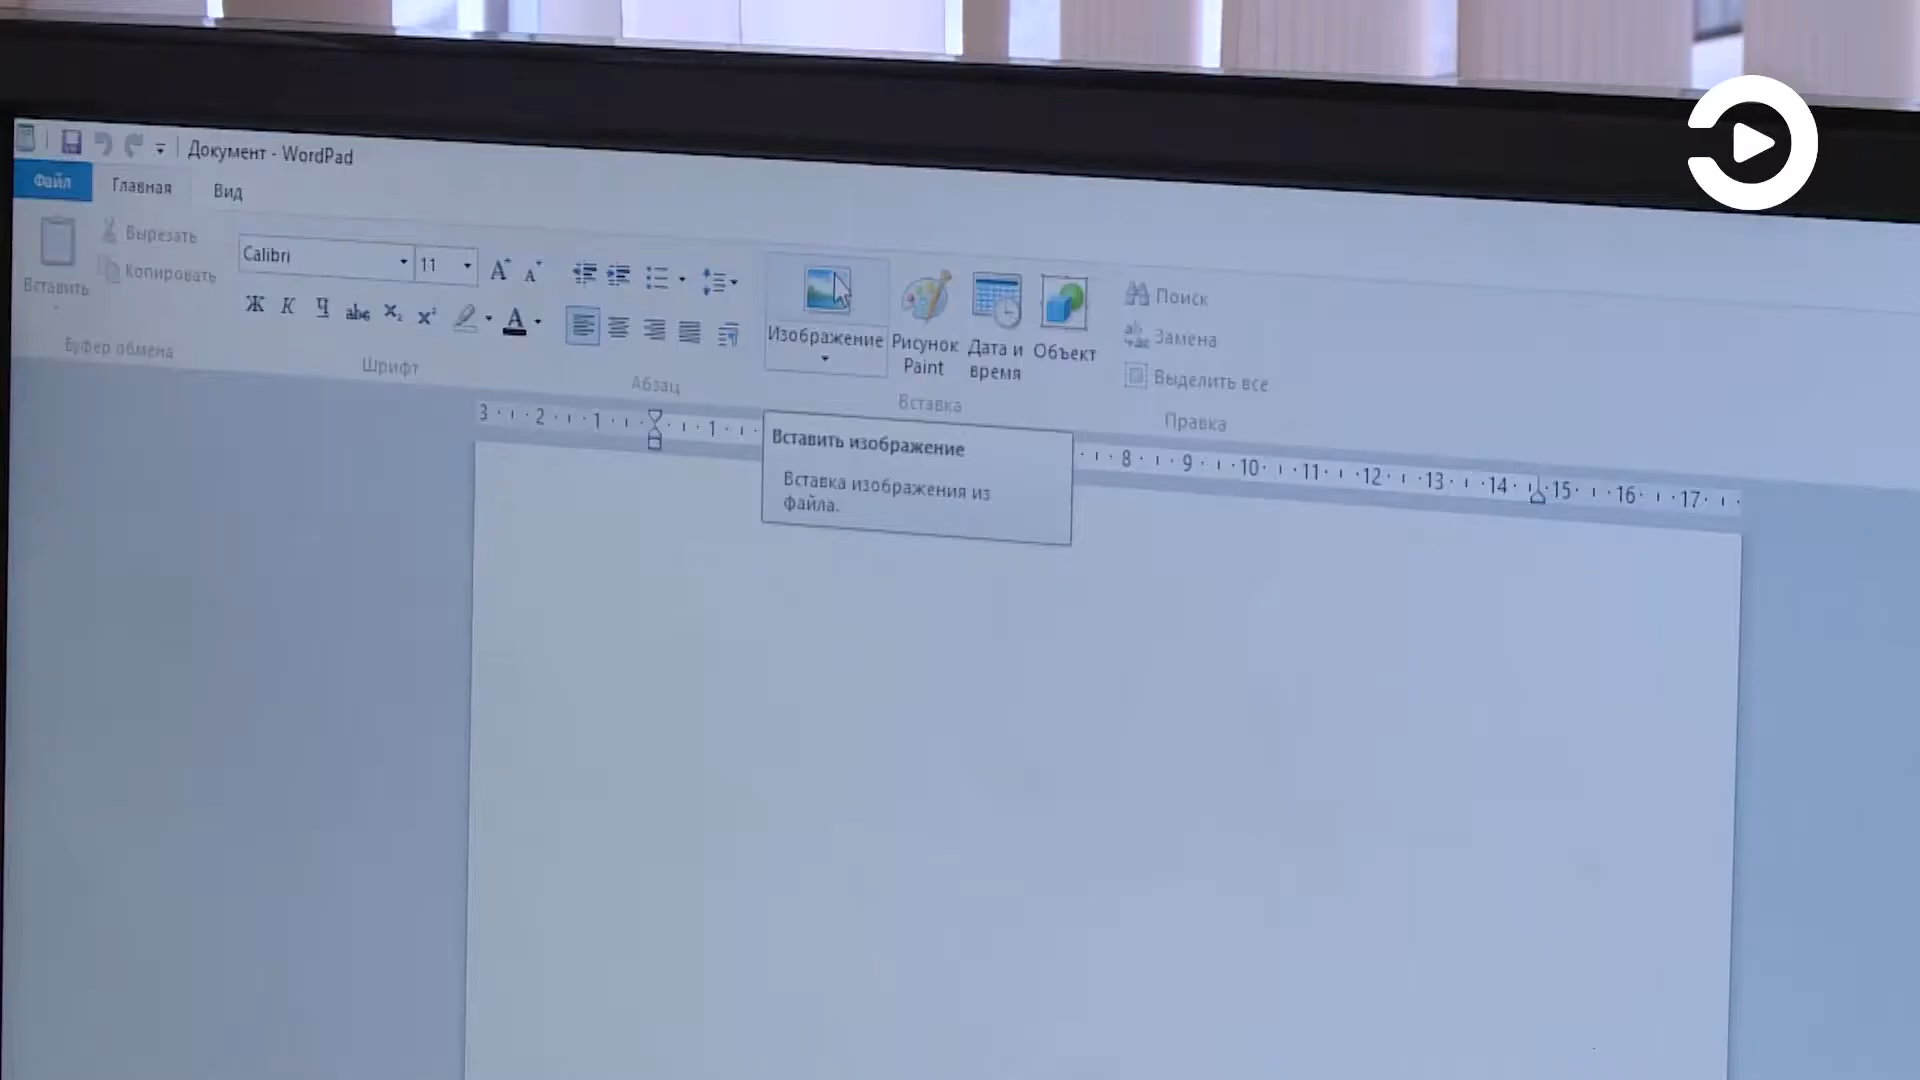 Документ - WordPad
Файл Главная Вид
Вставить
Вырезать
Копировать
Буфер обмена
Calibri 11
Ж К Ч abc X₂ X²
Шрифт
Абзац
Изображение
Рисунок
Paint
Дата и
время
Объект
Вставка
Поиск
Замена
Выделить все
Правка
3 2 1 1 8 9 10 11 12 13 14 15 16 17
Вставить изображение
Вставка изображения из
файла.